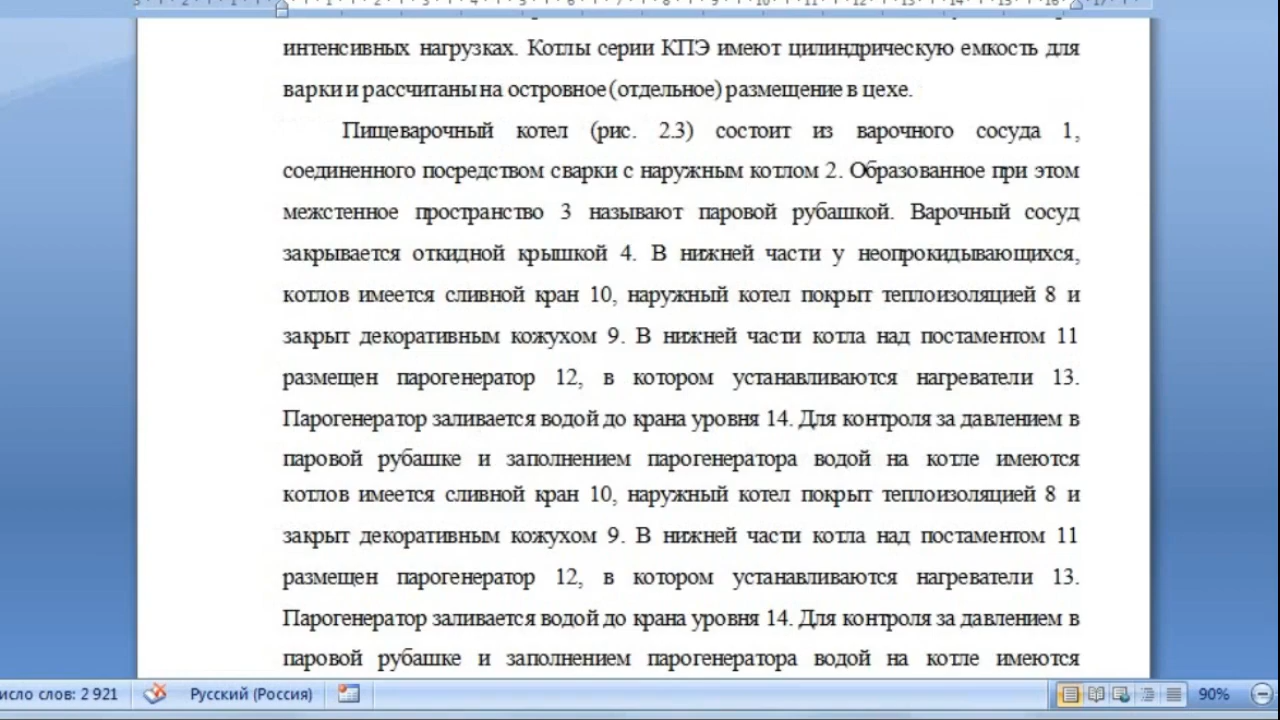 интенсивных нагрузках. Котлы серии КПЭ имеют цилиндрическую емкость для
варки и рассчитаны на островное (отдельное) размещение в цехе.
Пищеварочный котел (рис. 2.3) состоит из варочного сосуда 1,
соединенного посредством сварки с наружным котлом 2. Образованное при этом
межстенное пространство 3 называют паровой рубашкой. Варочный сосуд
закрывается откидной крышкой 4. В нижней части у неопрокидывающихся,
котлов имеется сливной кран 10, наружный котел покрыт теплоизоляцией 8 и
закрыт декоративным кожухом 9. В нижней части котла над постаментом 11
размещен парогенератор 12, в котором устанавливаются нагреватели 13.
Парогенератор заливается водой до крана уровня 14. Для контроля за давлением в
паровой рубашке и заполнением парогенератора водой на котле имеются
котлов имеется сливной кран 10, наружный котел покрыт теплоизоляцией 8 и
закрыт декоративным кожухом 9. В нижней части котла над постаментом 11
размещен парогенератор 12, в котором устанавливаются нагреватели 13.
Парогенератор заливается водой до крана уровня 14. Для контроля за давлением в
паровой рубашке и заполнением парогенератора водой на котле имеются
исло слов: 2 921 Русский (Россия) 90%